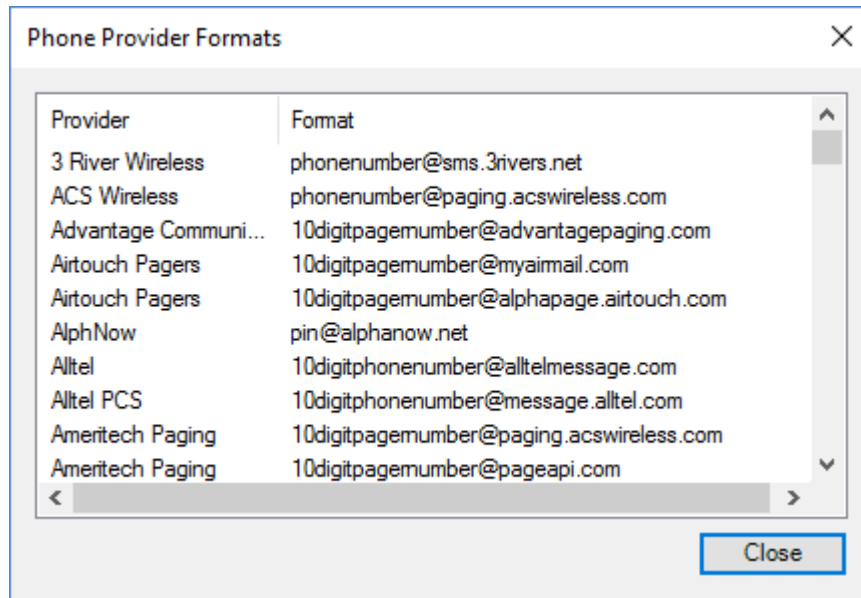 Phone Provider Formats
Provider Format
3 River Wireless phonenumber@sms.3rivers.net
ACS Wireless phonenumber@paging.acswireless.com
Advantage Communi... 10digitpagernumber@advantagepaging.com
Airtouch Pagers 10digitpagernumber@myairmail.com
Airtouch Pagers 10digitpagernumber@alphapage.airtouch.com
AlphNow pin@alphanow.net
Alltel 10digitphonenumber@alltelmessage.com
Alltel PCS 10digitphonenumber@message.alltel.com
Ameritech Paging 10digitpagernumber@paging.acswireless.com
Ameritech Paging 10digitpagernumber@pageapi.com
Close